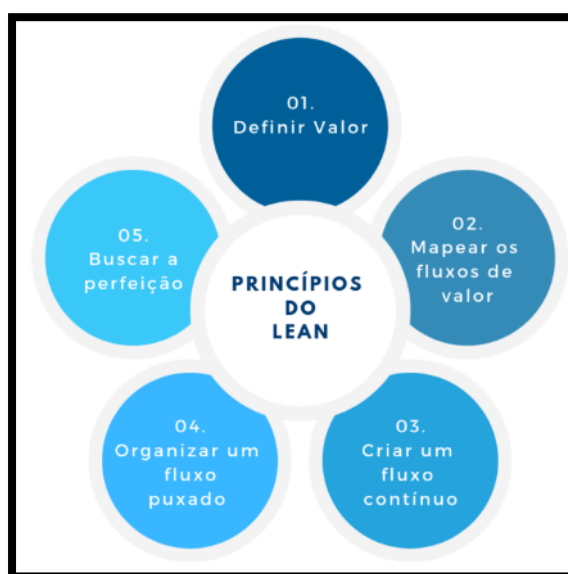 01.
Definir Valor
02.
Mapear os
fluxos de
valor
PRINCÍPIOS
DO
LEAN
03.
Criar um
fluxo
contínuo
04.
Organizar um
fluxo
puxado
05.
Buscar a
perfeição